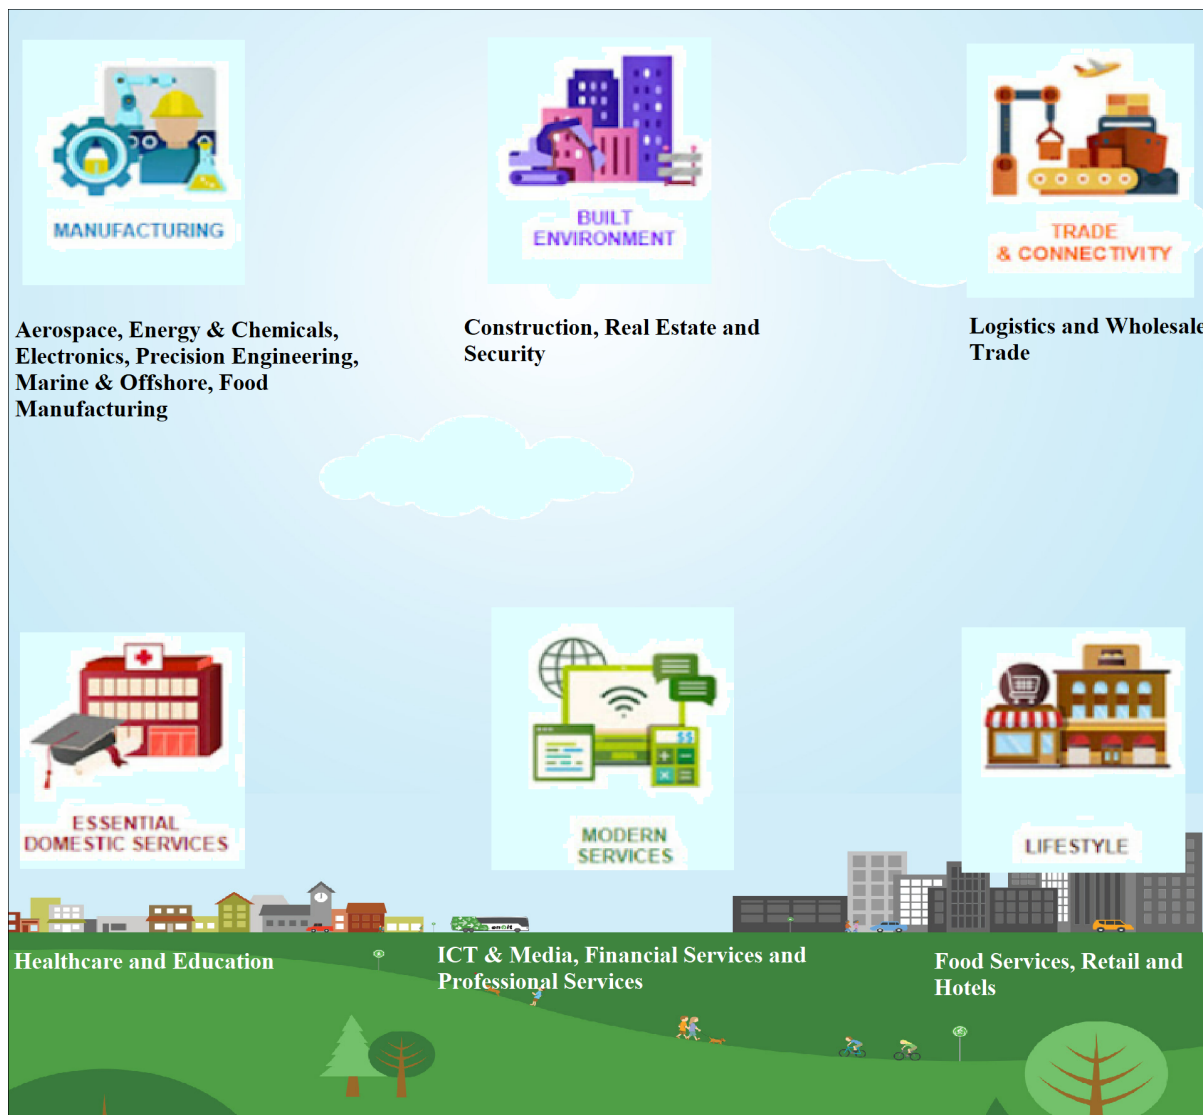 MANUFACTURING
BUILT
ENVIRONMENT
TRADE
& CONNECTIVITY
Aerospace, Energy & Chemicals,
Electronics, Precision Engineering,
Marine & Offshore, Food
Manufacturing
Construction, Real Estate and
Security
Logistics and Wholesale
Trade
$$
ESSENTIAL
DOMESTIC SERVICES
MODERN
SERVICES
LIFESTYLE
Healthcare and Education
ICT & Media, Financial Services and
Professional Services
Food Services, Retail and
Hotels